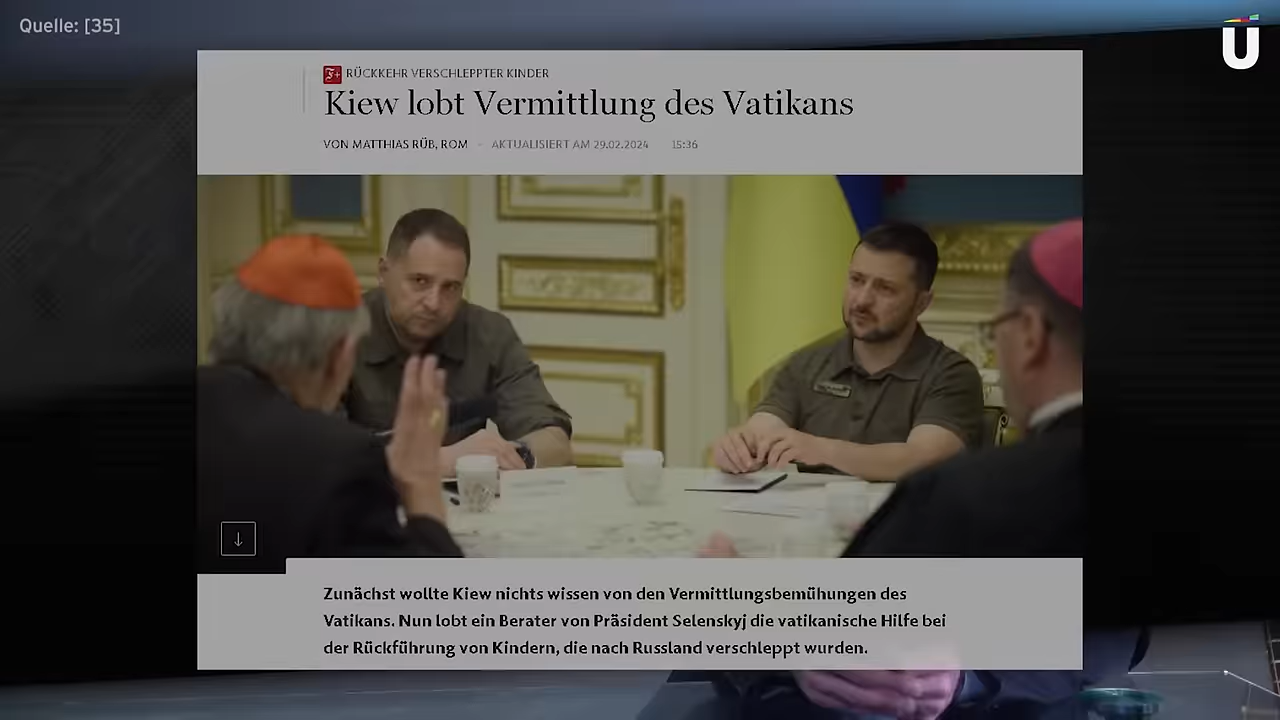 Quelle: [35]
U
F+ RÜCKKEHR VERSCHLEPPTER KINDER
Kiew lobt Vermittlung des Vatikans
VON MATTHIAS RÜB, ROM - AKTUALISIERT AM 29.02.2024 15:36
Zunächst wollte Kiew nichts wissen von den Vermittlungsbemühungen des
Vatikans. Nun lobt ein Berater von Präsident Selenskyj die vatikanische Hilfe bei
der Rückführung von Kindern, die nach Russland verschleppt wurden.